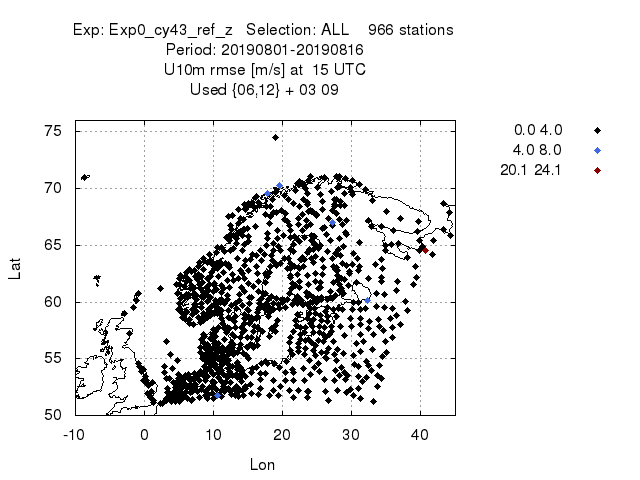 Exp: Exp0_cy43_ref_z Selection: ALL 966 stations
Period: 20190801-20190816
U10m rmse [m/s] at 15 UTC
Used {06,12} + 03 09
0.0 4.0
4.0 8.0
20.1 24.1
75
70
65
60
55
50
Lat
-10 0 10 20 30 40
Lon